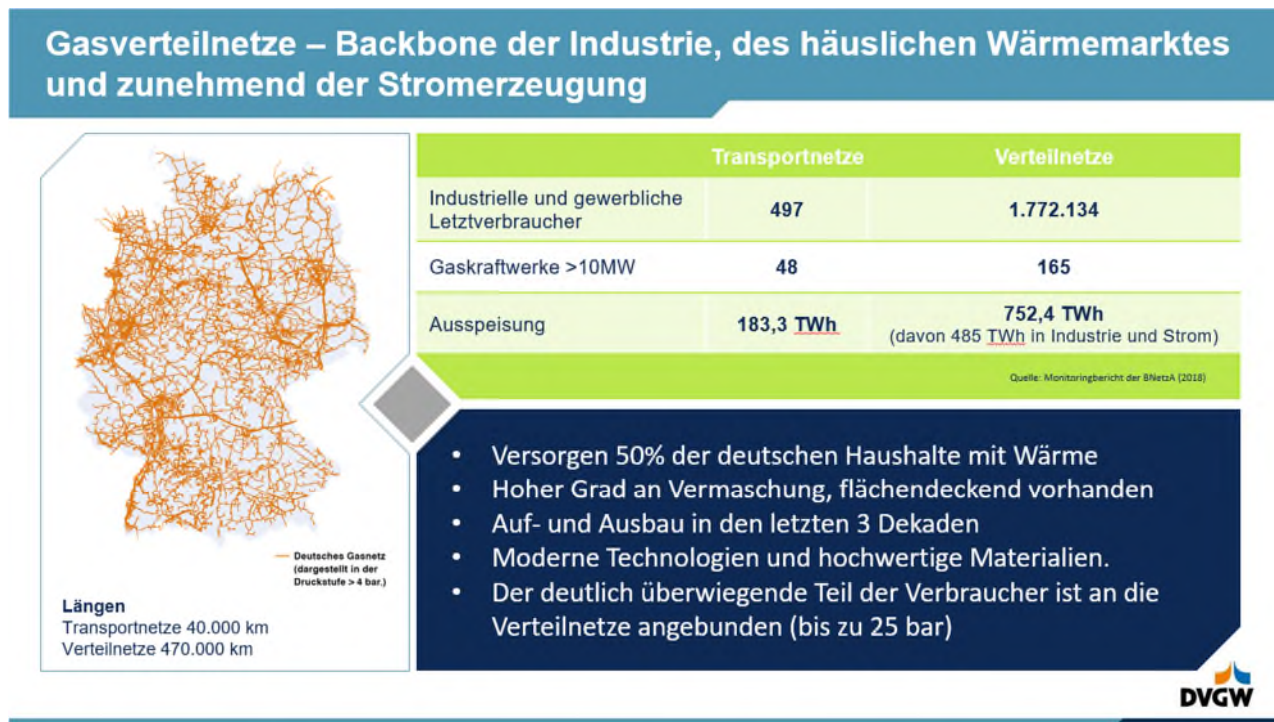 Gasverteilnetze – Backbone der Industrie, des häuslichen Wärmemarktes
und zunehmend der Stromerzeugung
Transportnetze Verteilnetze
Industrielle und gewerbliche
Letztverbraucher
497 1.772.134
Gaskraftwerke >10MW 48 165
Ausspeisung 183,3 TWh 752,4 TWh
(davon 485 TWh in Industrie und Strom)
Quelle: Monitoringbericht der BNetzA (2018)
Deutsches Gasnetz
(dargestellt in der
Druckstufe > 4 bar.)
Längen
Transportnetze 40.000 km
Verteilnetze 470.000 km
• Versorgen 50% der deutschen Haushalte mit Wärme
• Hoher Grad an Vermaschung, flächendeckend vorhanden
• Auf- und Ausbau in den letzten 3 Dekaden
• Moderne Technologien und hochwertige Materialien.
• Der deutlich überwiegende Teil der Verbraucher ist an die
Verteilnetze angebunden (bis zu 25 bar)
DVGW